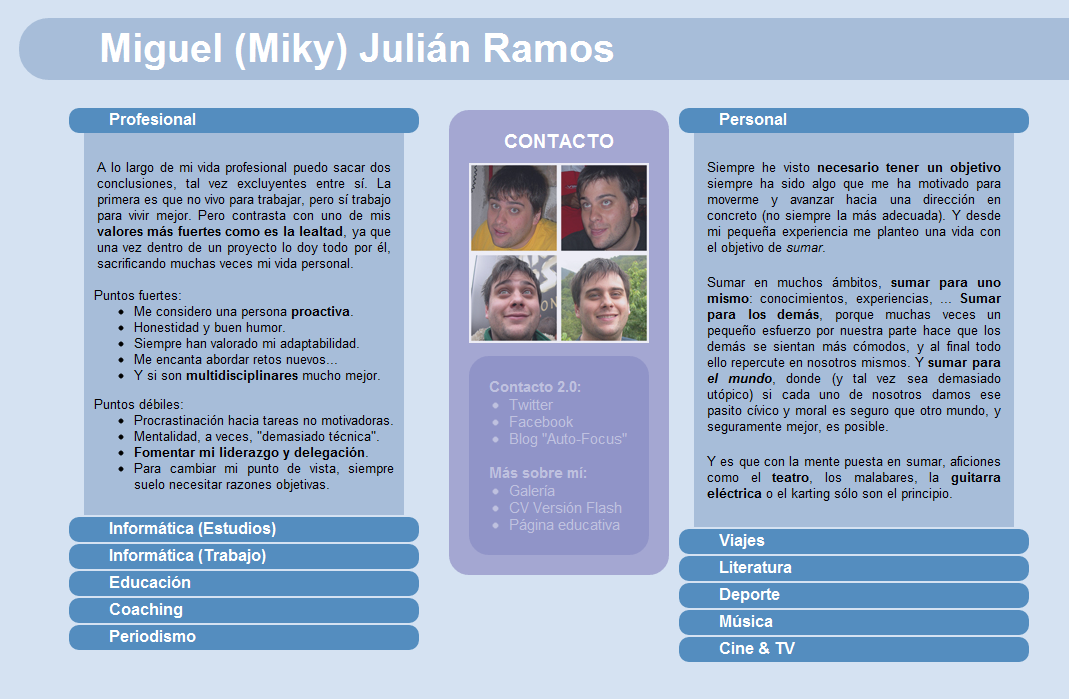 Miguel (Miky) Julián Ramos
Profesional
A lo largo de mi vida profesional puedo sacar dos
conclusiones, tal vez excluyentes entre sí. La
primera es que no vivo para trabajar, pero sí trabajo
para vivir mejor. Pero contrasta con uno de mis
valores más fuertes como es la lealtad, ya que
una vez dentro de un proyecto lo doy todo por él,
sacrificando muchas veces mi vida personal.
Puntos fuertes:
• Me considero una persona proactiva.
• Honestidad y buen humor.
• Siempre han valorado mi adaptabilidad.
• Me encanta abordar retos nuevos...
• Y si son multidisciplinares mucho mejor.
Puntos débiles:
• Procrastinación hacia tareas no motivadoras.
• Mentalidad, a veces, "demasiado técnica".
• Fomentar mi liderazgo y delegación.
• Para cambiar mi punto de vista, siempre
suelo necesitar razones objetivas.
Informática (Estudios)
Informática (Trabajo)
Educación
Coaching
Periodismo
CONTACTO
Contacto 2.0:
• Twitter
• Facebook
• Blog "Auto-Focus"
Más sobre mí:
• Galería
• CV Versión Flash
• Página educativa
Personal
Siempre he visto necesario tener un objetivo
siempre ha sido algo que me ha motivado para
moverme y avanzar hacia una dirección en
concreto (no siempre la más adecuada). Y desde
mi pequeña experiencia me planteo una vida con
el objetivo de sumar.
Sumar en muchos ámbitos, sumar para uno
mismo: conocimientos, experiencias, ... Sumar
para los demás, porque muchas veces un
pequeño esfuerzo por nuestra parte hace que los
demás se sientan más cómodos, y al final todo
ello repercute en nosotros mismos. Y sumar para
el mundo, donde (y tal vez sea demasiado
utópico) si cada uno de nosotros damos ese
pasito cívico y moral es seguro que otro mundo, y
seguramente mejor, es posible.
Y es que con la mente puesta en sumar, aficiones
como el teatro, los malabares, la guitarra
eléctrica o el karting sólo son el principio.
Viajes
Literatura
Deporte
Música
Cine & TV